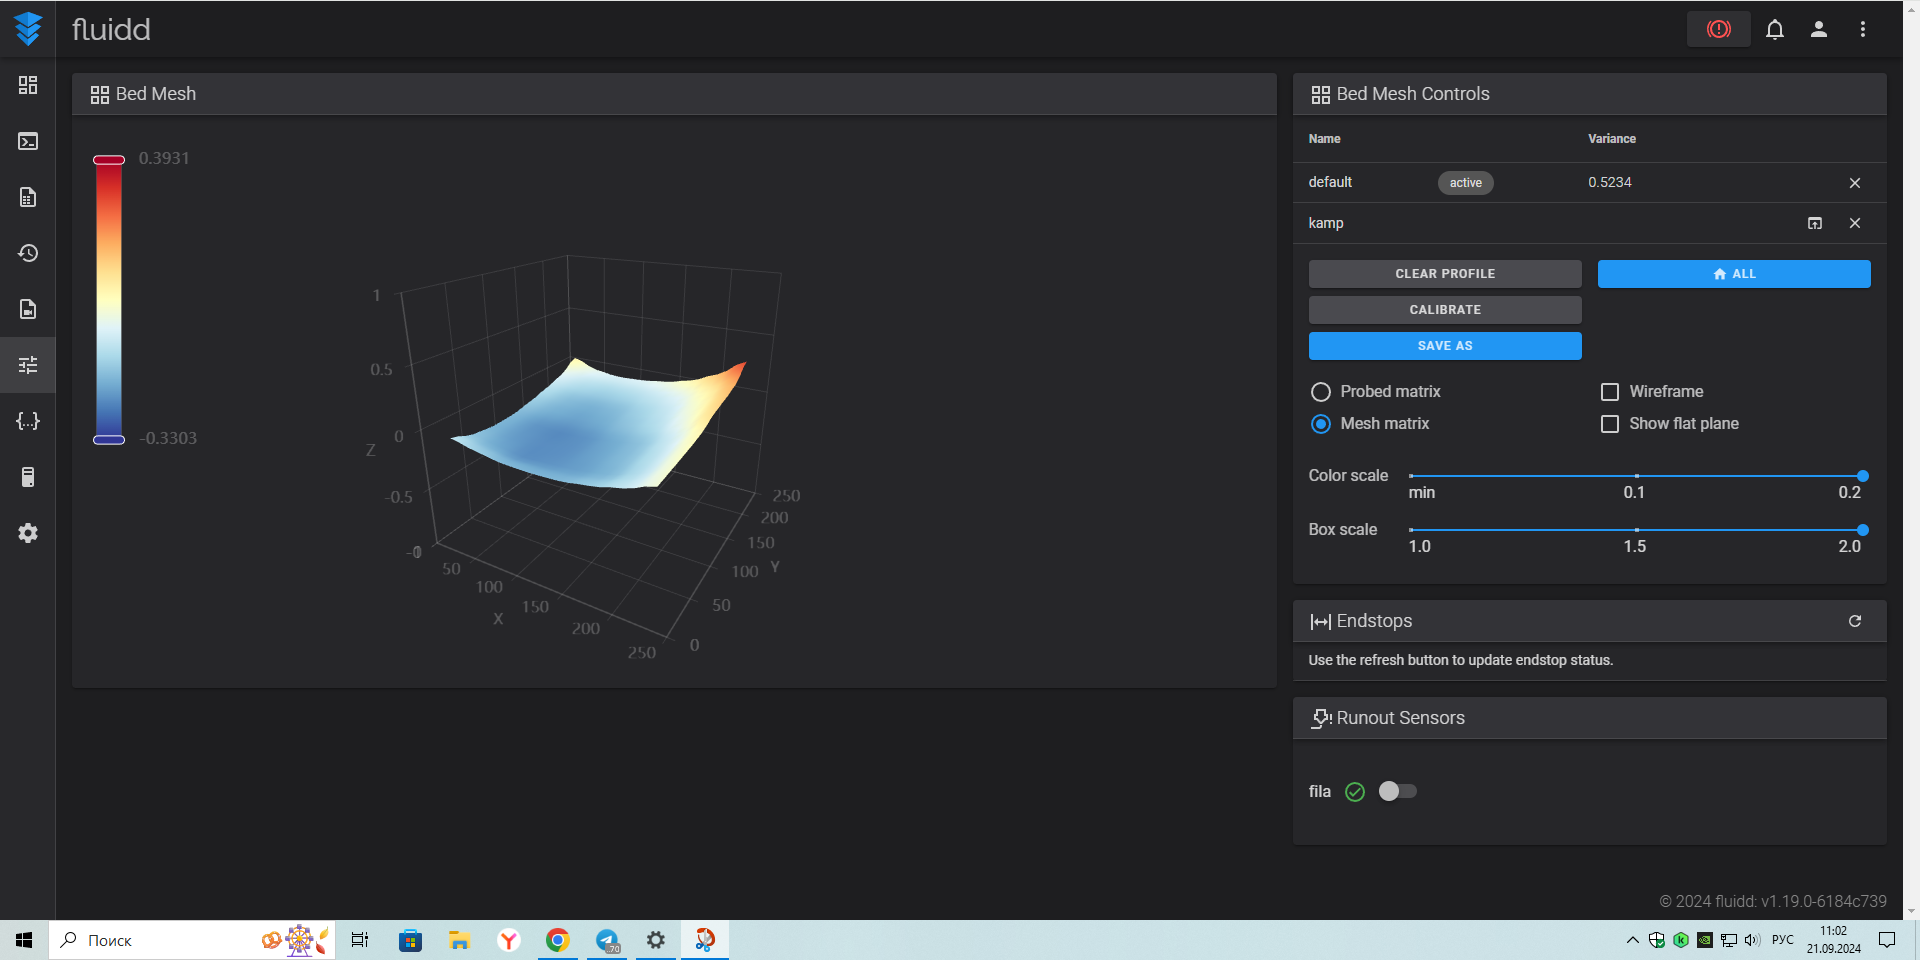 fluidd
Bed Mesh
0.3931
-0.3303
1
0.5
0
Z
-0.5
-1
0
50
100
150
X
200
250
250
200
150
100
Y
50
0
Bed Mesh Controls
Name Variance
default active 0.5234
kamp
CLEAR PROFILE ALL
CALIBRATE
SAVE AS
Probed matrix Wireframe
Mesh matrix Show flat plane
Color scale
min 0.1 0.2
Box scale
1.0 1.5 2.0
Endstops
Use the refresh button to update endstop status.
Runout Sensors
fila
© 2024 fluidd: v1.19.0-6184c739
Поиск
70
РУС
11:02
21.09.2024